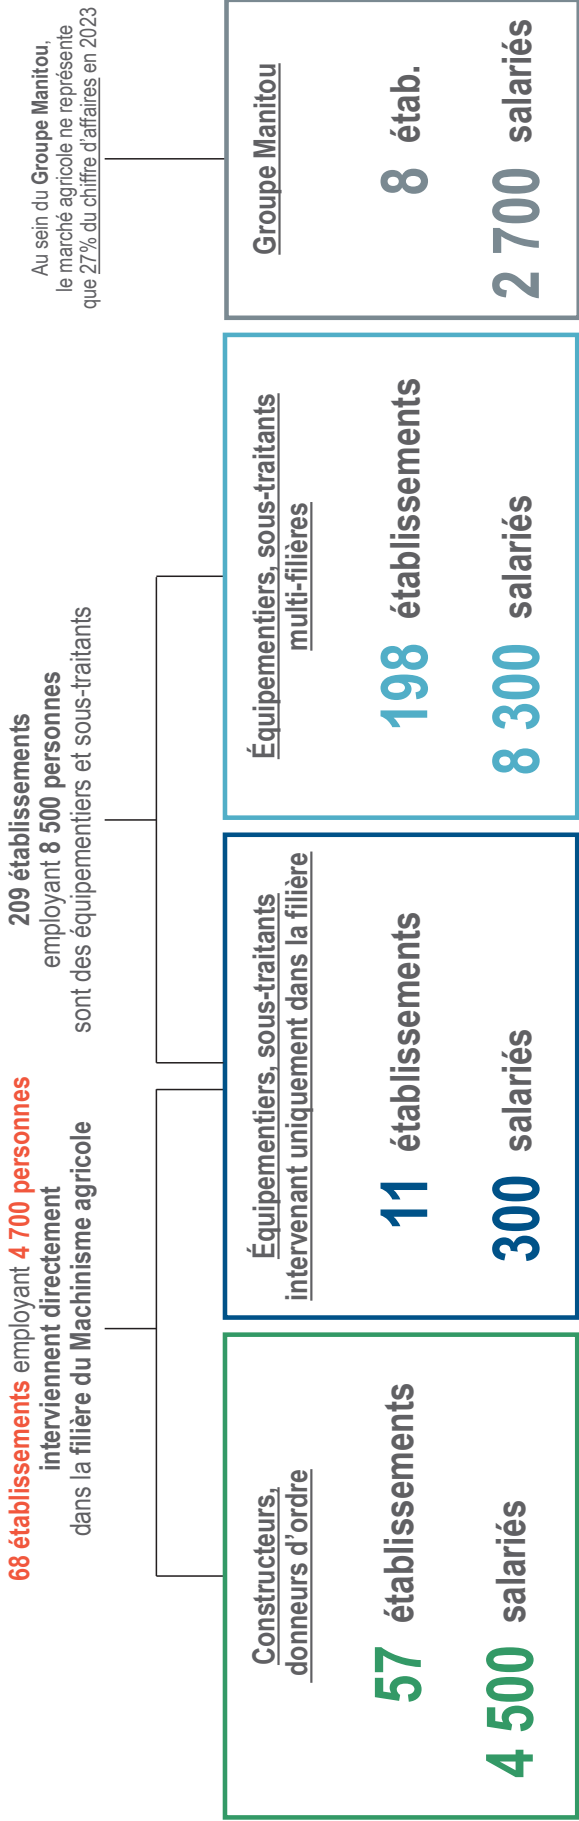 68 établissements employant 4 700 personnes
interviennent directement
dans la filière du Machinisme agricole
209 établissements
employant 8 500 personnes
sont des équipementiers et sous-traitants
Au sein du Groupe Manitou,
le marché agricole ne représente
que 27% du chiffre d'affaires en 2023
Constructeurs,
donneurs d'ordre
57 établissements
4 500 salariés
Équipementiers, sous-traitants
intervenant uniquement dans la filière
11 établissements
300 salariés
Équipementiers, sous-traitants
multi-filières
198 établissements
8 300 salariés
Groupe Manitou
8 étab.
2 700 salariés